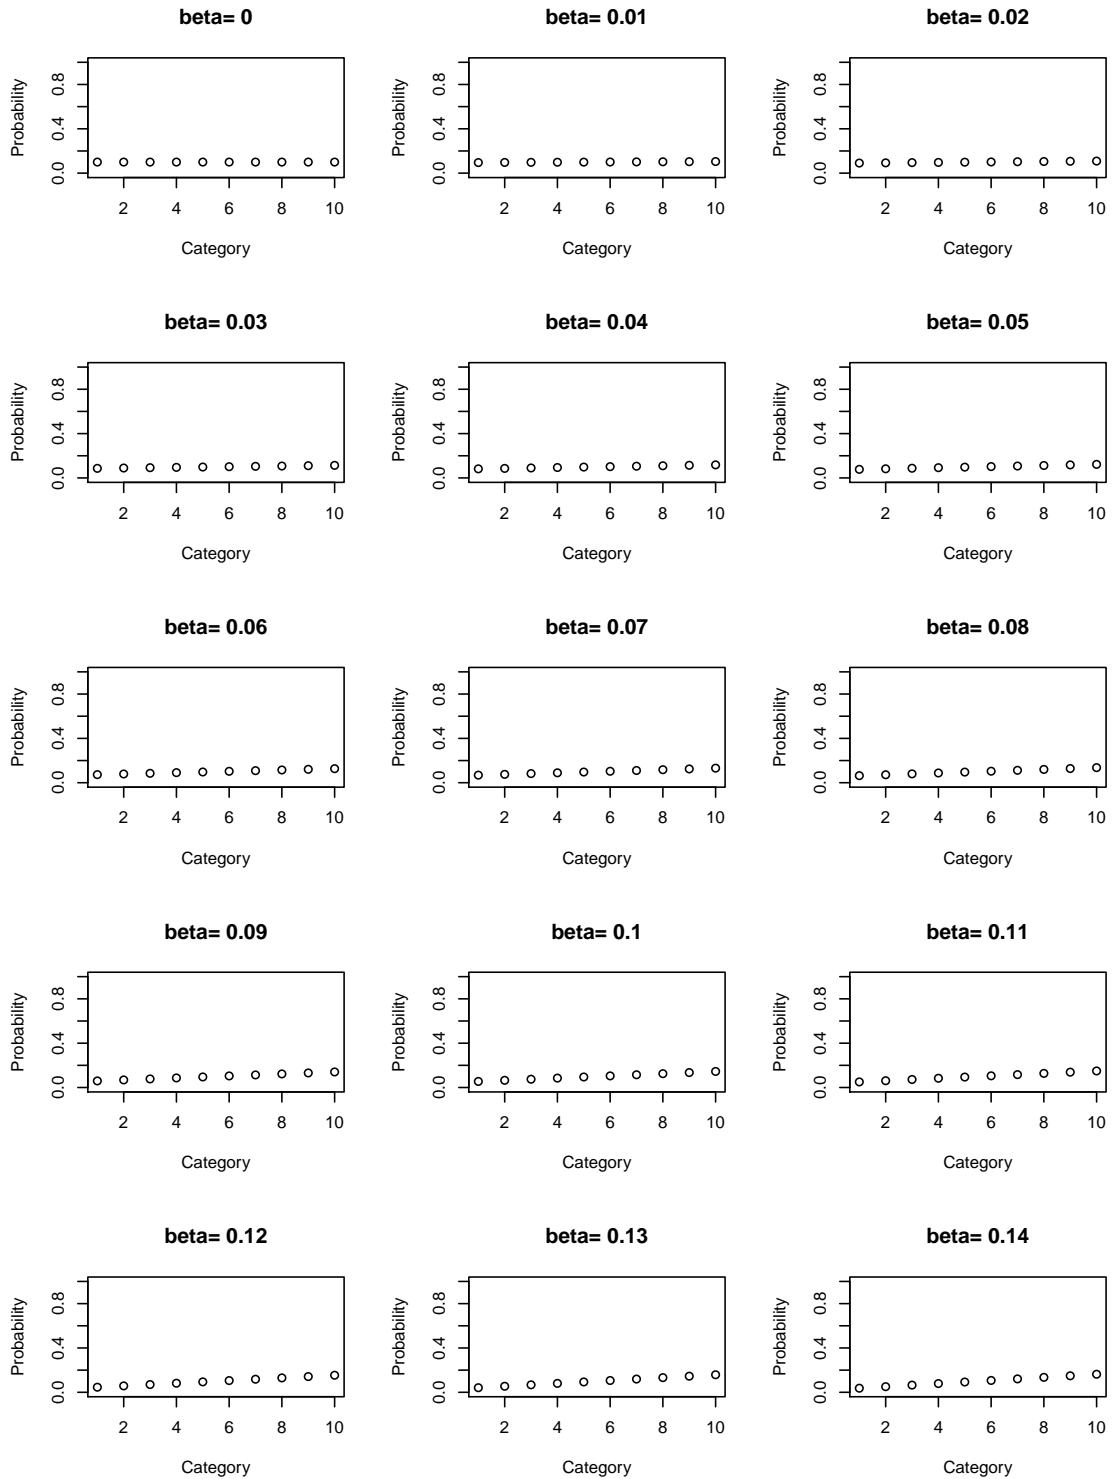 beta= 0
beta= 0.01
beta= 0.02
Probability
0.0 0.4 0.8
2 4 6 8 10
Category
Probability
0.0 0.4 0.8
2 4 6 8 10
Category
Probability
0.0 0.4 0.8
2 4 6 8 10
Category
beta= 0.03
beta= 0.04
beta= 0.05
Probability
0.0 0.4 0.8
2 4 6 8 10
Category
Probability
0.0 0.4 0.8
2 4 6 8 10
Category
Probability
0.0 0.4 0.8
2 4 6 8 10
Category
beta= 0.06
beta= 0.07
beta= 0.08
Probability
0.0 0.4 0.8
2 4 6 8 10
Category
Probability
0.0 0.4 0.8
2 4 6 8 10
Category
Probability
0.0 0.4 0.8
2 4 6 8 10
Category
beta= 0.09
beta= 0.1
beta= 0.11
Probability
0.0 0.4 0.8
2 4 6 8 10
Category
Probability
0.0 0.4 0.8
2 4 6 8 10
Category
Probability
0.0 0.4 0.8
2 4 6 8 10
Category
beta= 0.12
beta= 0.13
beta= 0.14
Probability
0.0 0.4 0.8
2 4 6 8 10
Category
Probability
0.0 0.4 0.8
2 4 6 8 10
Category
Probability
0.0 0.4 0.8
2 4 6 8 10
Category